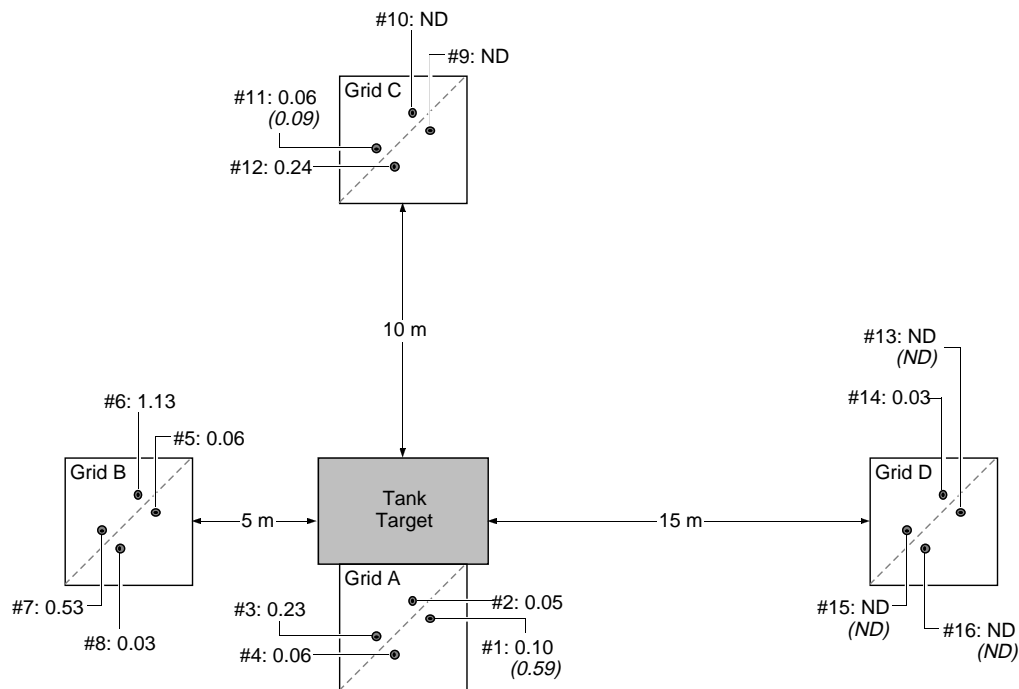 #10: ND
#9: ND
Grid C
#11: 0.06
(0.09)
#12: 0.24
10 m
#13: ND
(ND)
#14: 0.03
#6: 1.13
#5: 0.06
Grid B
Tank
Target
Grid D
5 m
15 m
Grid A
#7: 0.53
#8: 0.03
#3: 0.23
#4: 0.06
#2: 0.05
#1: 0.10
(0.59)
#15: ND
(ND)
#16: ND
(ND)